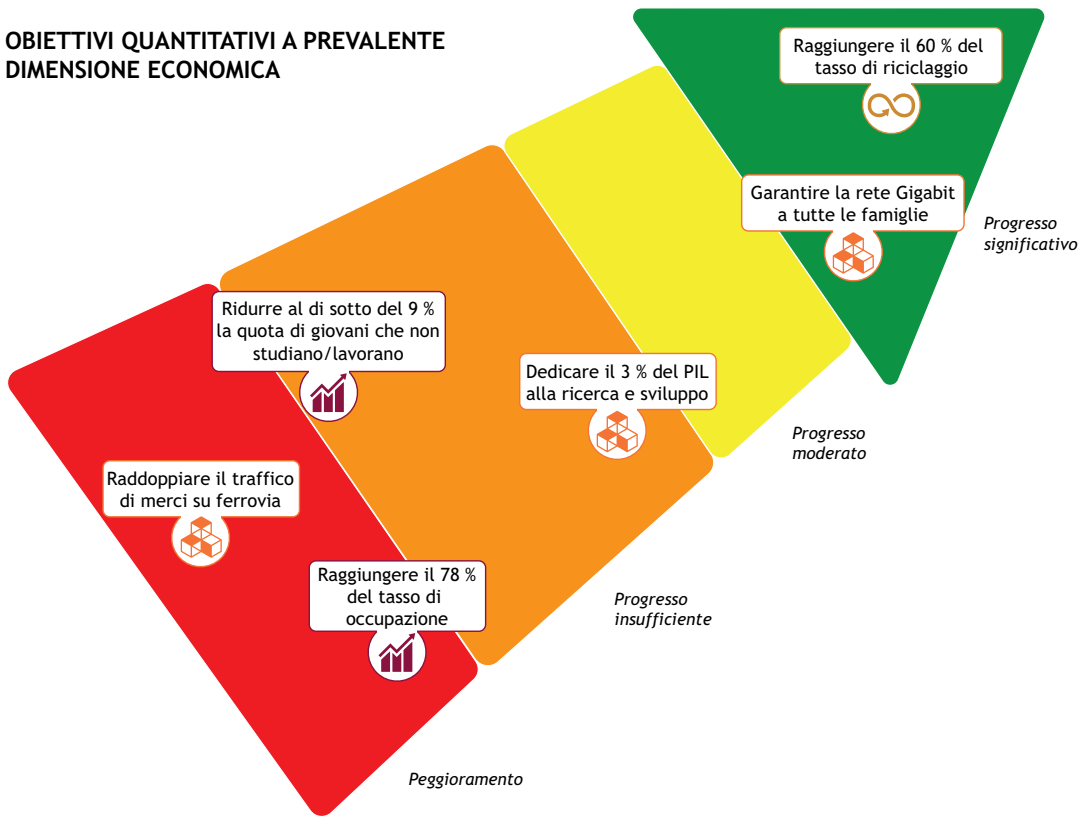 OBIETTIVI QUANTITATIVI A PREVALENTE
DIMENSIONE ECONOMICA
Raggiungere il 60 % del
tasso di riciclaggio
Garantire la rete Gigabit
a tutte le famiglie
Progresso
significativo
Ridurre al di sotto del 9 %
la quota di giovani che non
studiano/lavorano
Dedicare il 3 % del PIL
alla ricerca e sviluppo
Progresso
moderato
Raddoppiare il traffico
di merci su ferrovia
Raggiungere il 78 %
del tasso di
occupazione
Progresso
insufficiente
Peggioramento